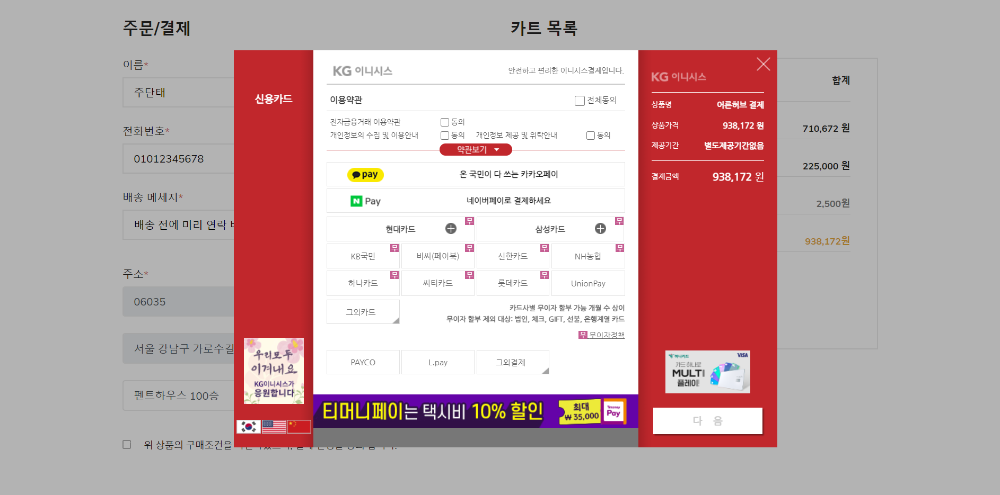 주문/결제
카트 목록
이름*
주단태
전화번호*
01012345678
배송 메세지*
배송 전에 미리 연락
주소*
06035
서울 강남구 가로수길
펜트하우스 100층
위 상품의 구매조건을
신용카드
우리모두
이겨내요
KG이니시스가
응원합니다
KG 이니시스
안전하고 편리한 이니시스결제입니다.
이용약관
전체동의
전자금융거래 이용약관 동의
개인정보의 수집 및 이용안내 동의 개인정보 제공 및 위탁안내 동의
약관보기
pay 온 국민이 다 쓰는 카카오페이
N Pay 네이버페이로 결제하세요
현대카드 무 삼성카드 무
KB국민 무 비씨(페이북) 무 신한카드 무 NH농협 무
하나카드 무 씨티카드 무 롯데카드 무 UnionPay
그외카드
카드사별 무이자 할부 가능 개월 수 상이
무이자 할부 제외 대상: 법인, 체크, GIFT, 선불, 은행계열 카드
무 무이자정책
PAYCO L.pay 그외결제
티머니페이는 택시비 10% 할인
최대
₩ 35,000
Tmoney
Pay
KG 이니시스
상품명 어른허브 결제
상품가격 938,172 원
제공기간 별도제공기간없음
결제금액 938,172 원
하나카드 VISA
카드 하나로
MULTI
플레이!
다 음
합계
710,672 원
225,000 원
2,500원
938,172원